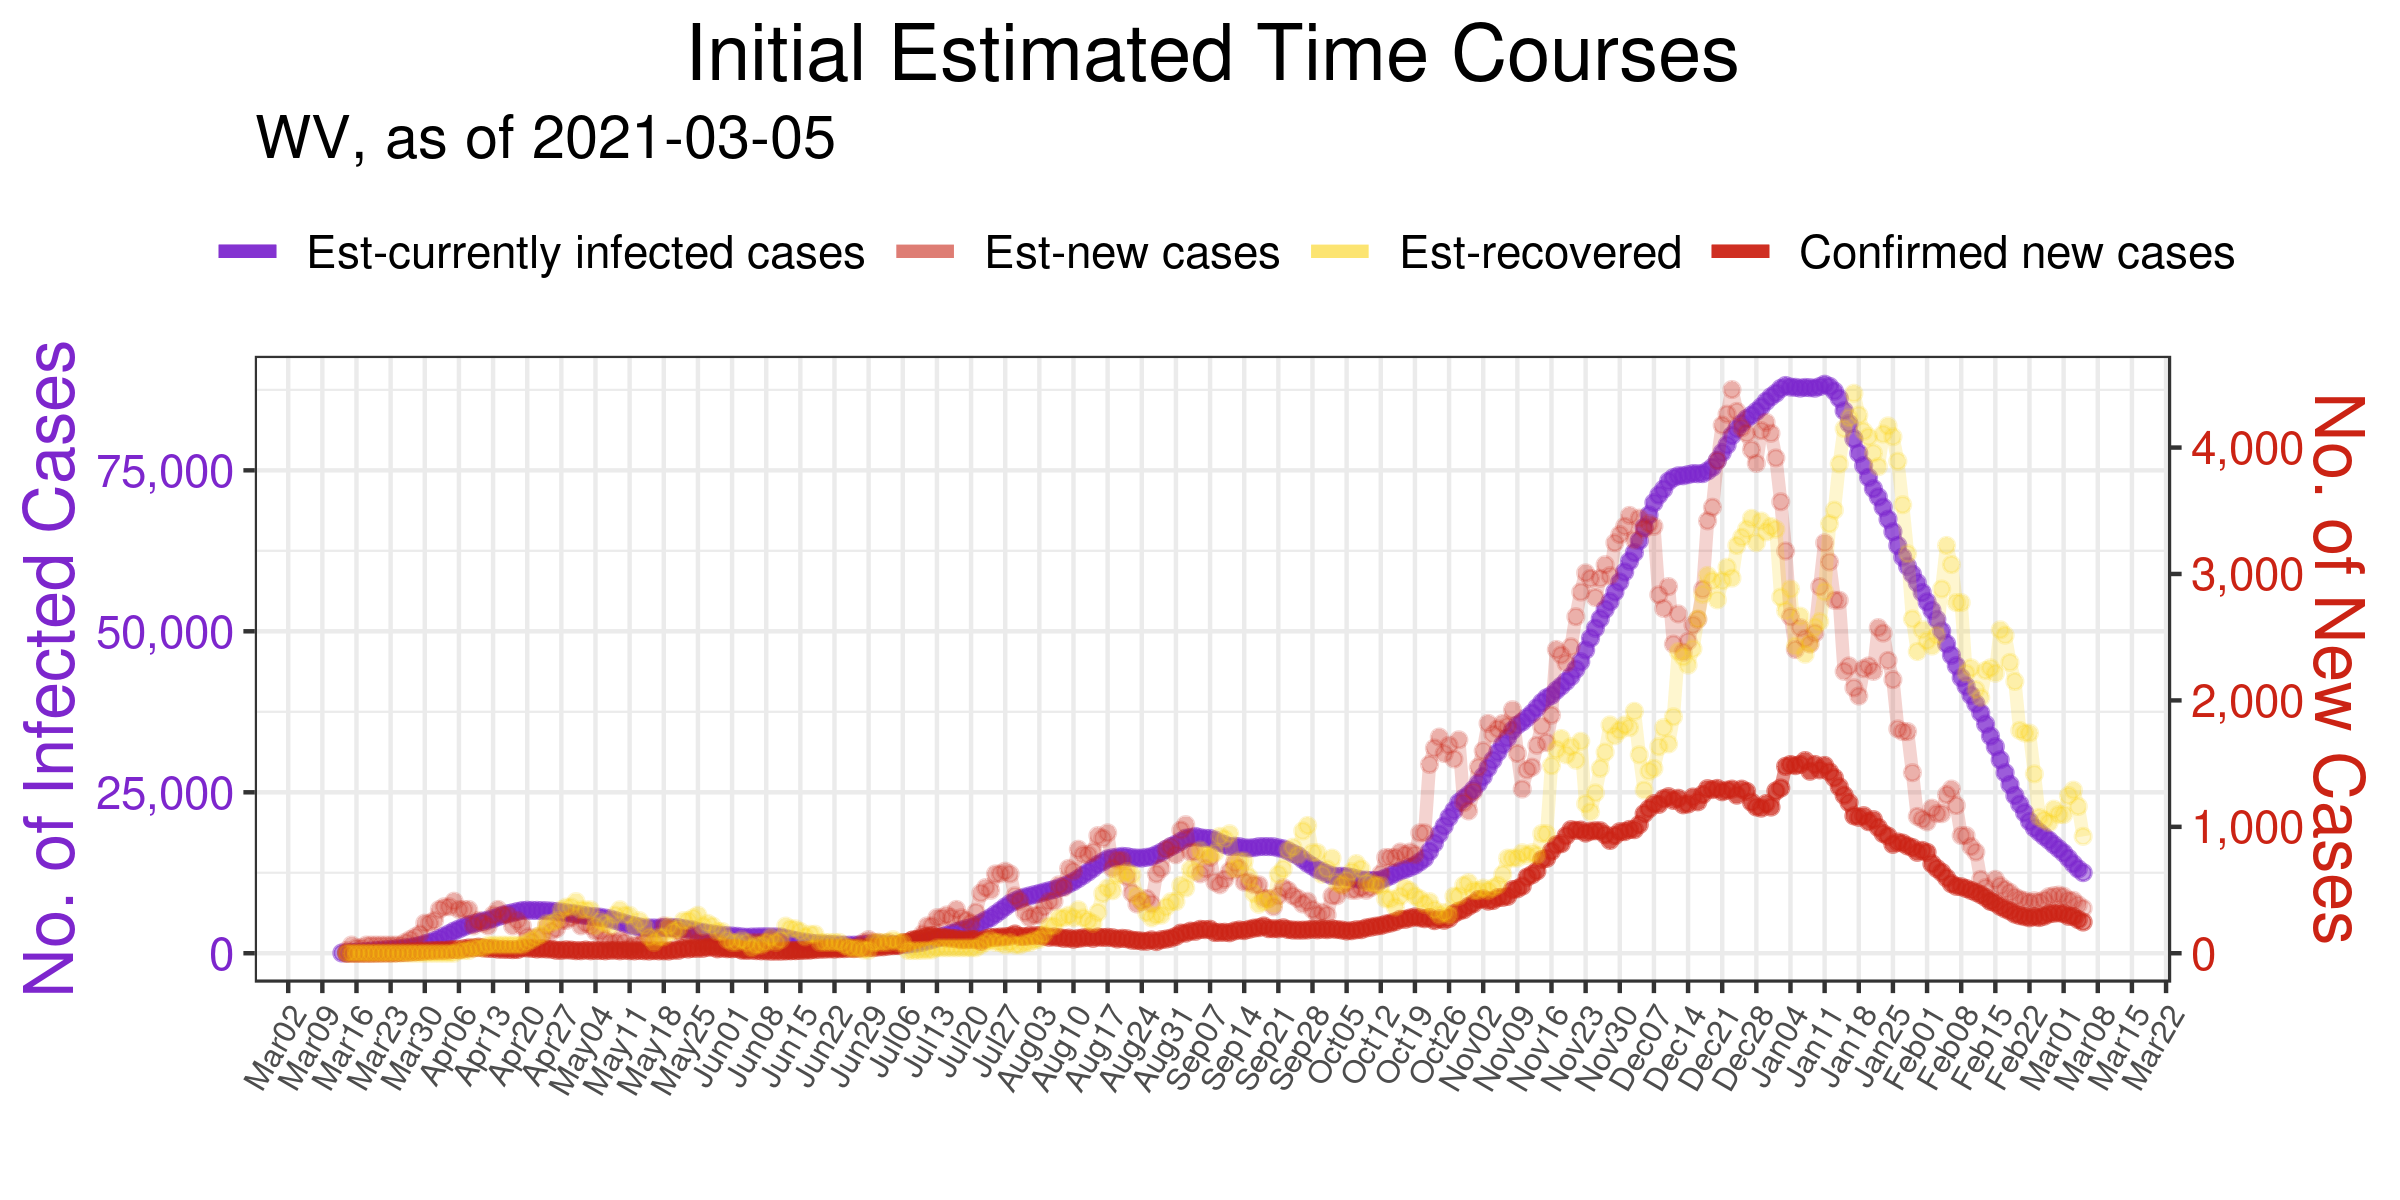 Initial Estimated Time Courses
WV, as of 2021-03-05
Est-currently infected cases
Est-new cases
Est-recovered
Confirmed new cases
No. of Infected Cases
75,000
50,000
25,000
0
No. of New Cases
4,000
3,000
2,000
1,000
0
Mar02
Mar09
Mar16
Mar23
Mar30
Apr06
Apr13
Apr20
Apr27
May04
May11
May18
May25
Jun01
Jun08
Jun15
Jun22
Jun29
Jul06
Jul13
Jul20
Jul27
Aug03
Aug10
Aug17
Aug24
Aug31
Sep07
Sep14
Sep21
Sep28
Oct05
Oct12
Oct19
Oct26
Nov02
Nov09
Nov16
Nov23
Nov30
Dec07
Dec14
Dec21
Dec28
Jan04
Jan11
Jan18
Jan25
Feb01
Feb08
Feb15
Feb22
Mar01
Mar08
Mar15
Mar22